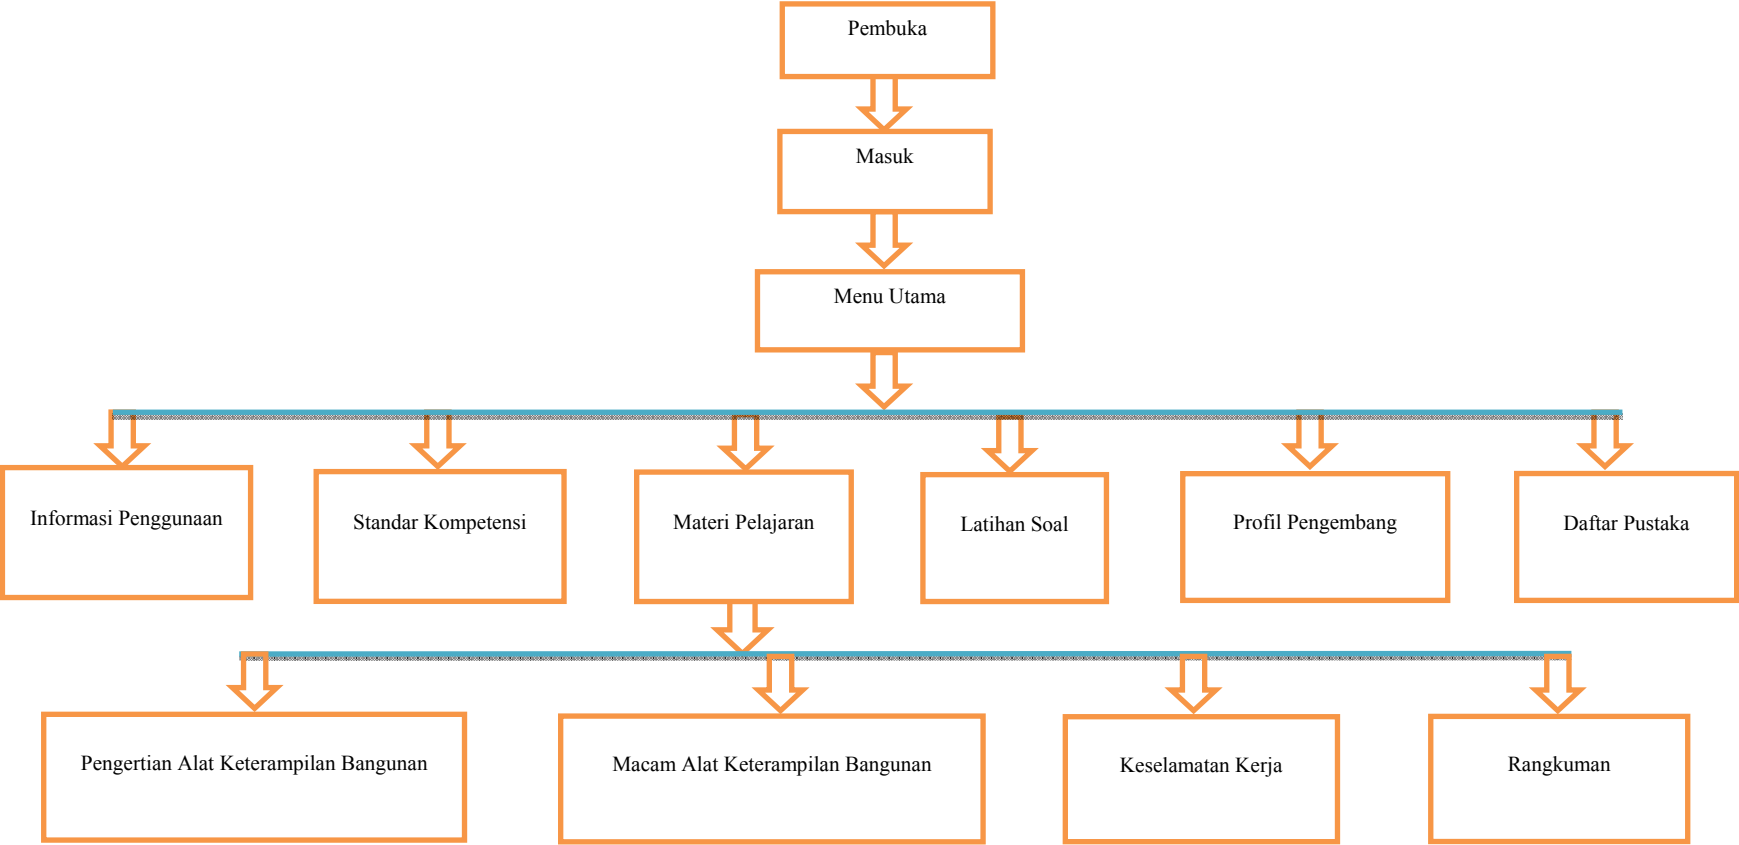 Pembuka
Masuk
Menu Utama
Informasi Penggunaan
Standar Kompetensi
Materi Pelajaran
Latihan Soal
Profil Pengembang
Daftar Pustaka
Pengertian Alat Keterampilan Bangunan
Macam Alat Keterampilan Bangunan
Keselamatan Kerja
Rangkuman